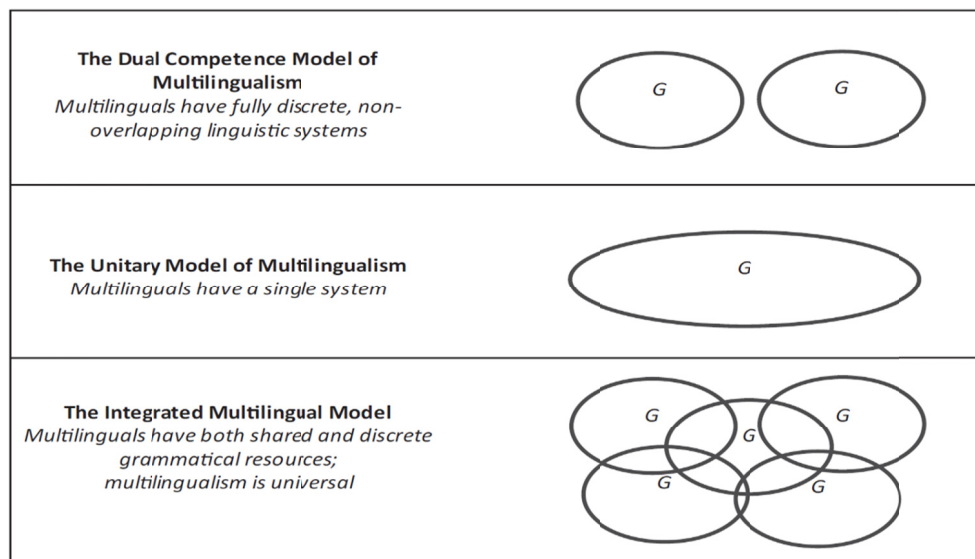 The Dual Competence Model of
Multilingualism
Multilinguals have fully discrete, non-
overlapping linguistic systems
G
G
The Unitary Model of Multilingualism
Multilinguals have a single system
G
The Integrated Multilingual Model
Multilinguals have both shared and discrete
grammatical resources;
multilingualism is universal
G
G
G
G
G